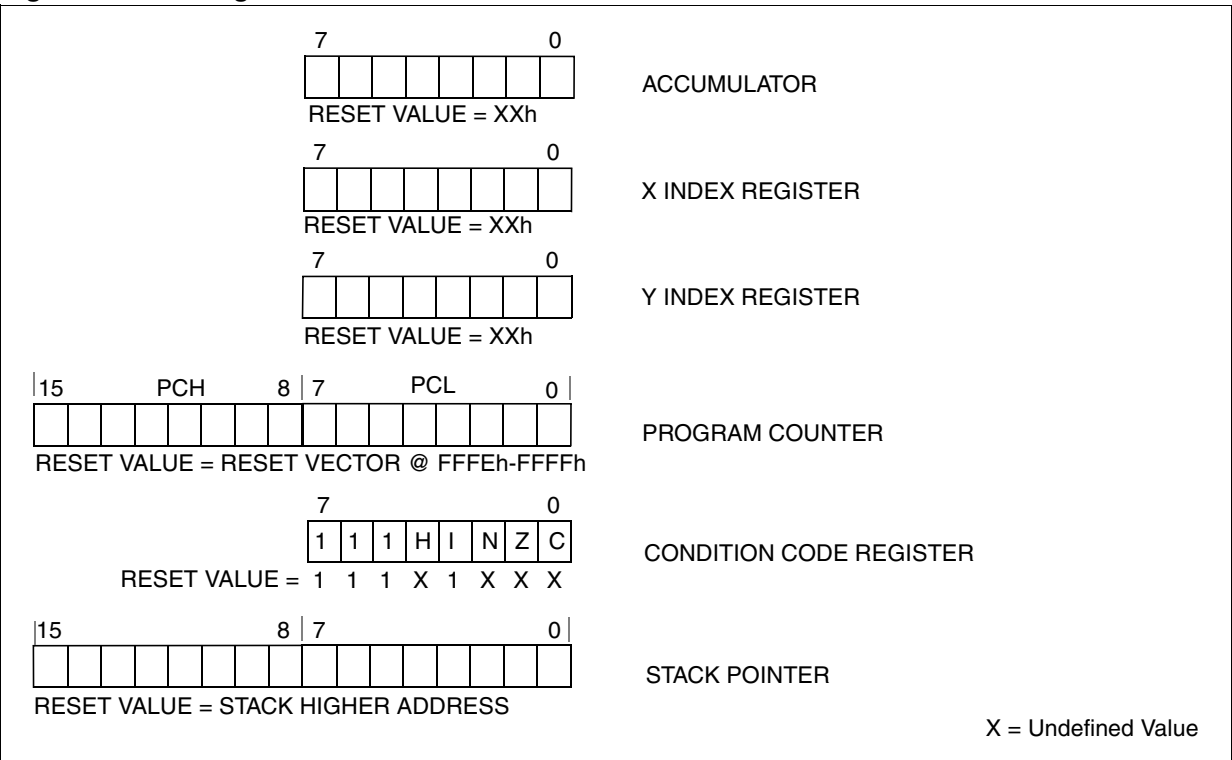 7 0
ACCUMULATOR
RESET VALUE = XXh
7 0
X INDEX REGISTER
RESET VALUE = XXh
7 0
Y INDEX REGISTER
RESET VALUE = XXh
15 PCH 8 7 PCL 0
PROGRAM COUNTER
RESET VALUE = RESET VECTOR @ FFFEh-FFFFh
7 0
1 1 1 H I N Z C
CONDITION CODE REGISTER
RESET VALUE = 1 1 1 X 1 X X X
15 8 7 0
STACK POINTER
RESET VALUE = STACK HIGHER ADDRESS
X = Undefined Value